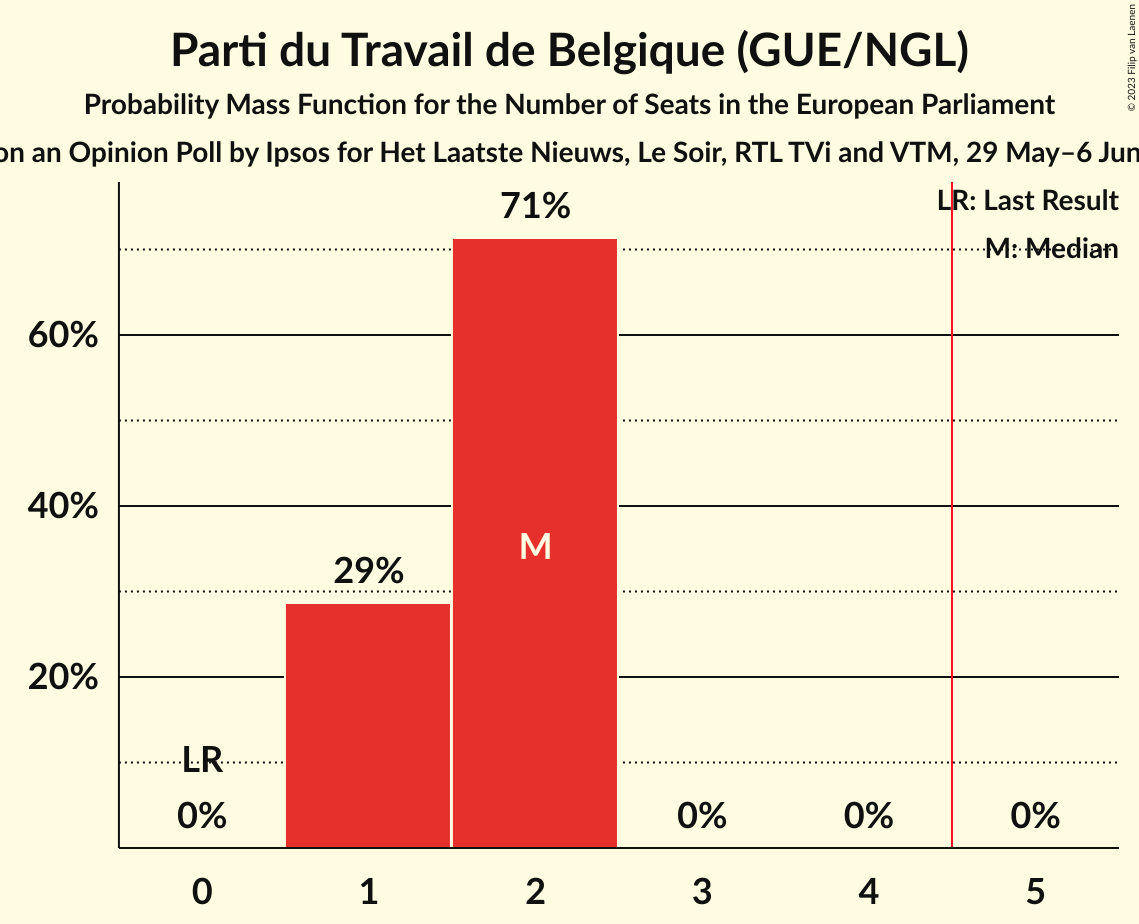 Parti du Travail de Belgique (GUE/NGL)
Probability Mass Function for the Number of Seats in the European Parliament
on an Opinion Poll by Ipsos for Het Laatste Nieuws, Le Soir, RTL TVi and VTM, 29 May–6 Jun
© 2023 Filip van Laenen
LR: Last Result
M: Median
71%
60%
40%
M
29%
20%
LR
0%
0%
0%
0%
0
1
2
3
4
5